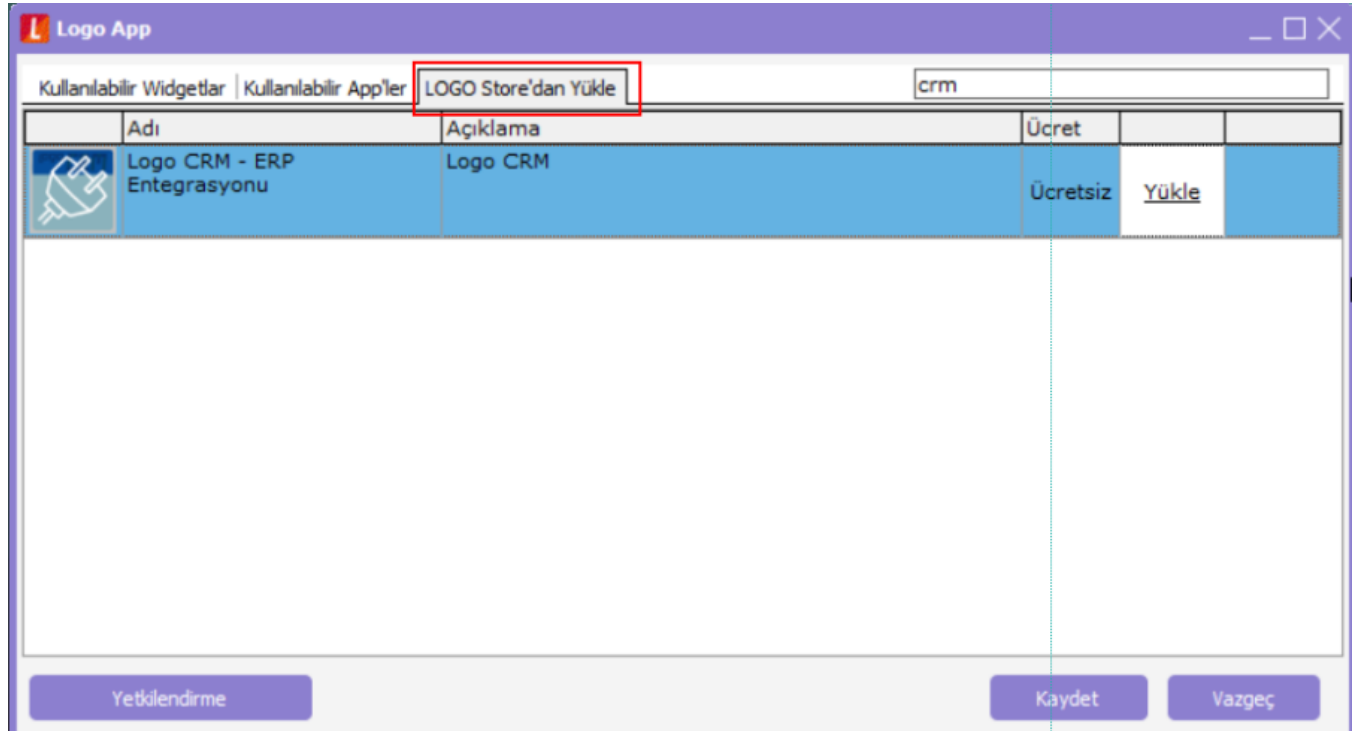 L Logo App
Kullanılabilir Widgetlar Kullanılabilir App'ler LOGO Store'dan Yükle crm
Adı Açıklama Ücret
Logo CRM - ERP Logo CRM
Entegrasyonu
Ücretsiz Yükle
Yetkilendirme Kaydet Vazgeç